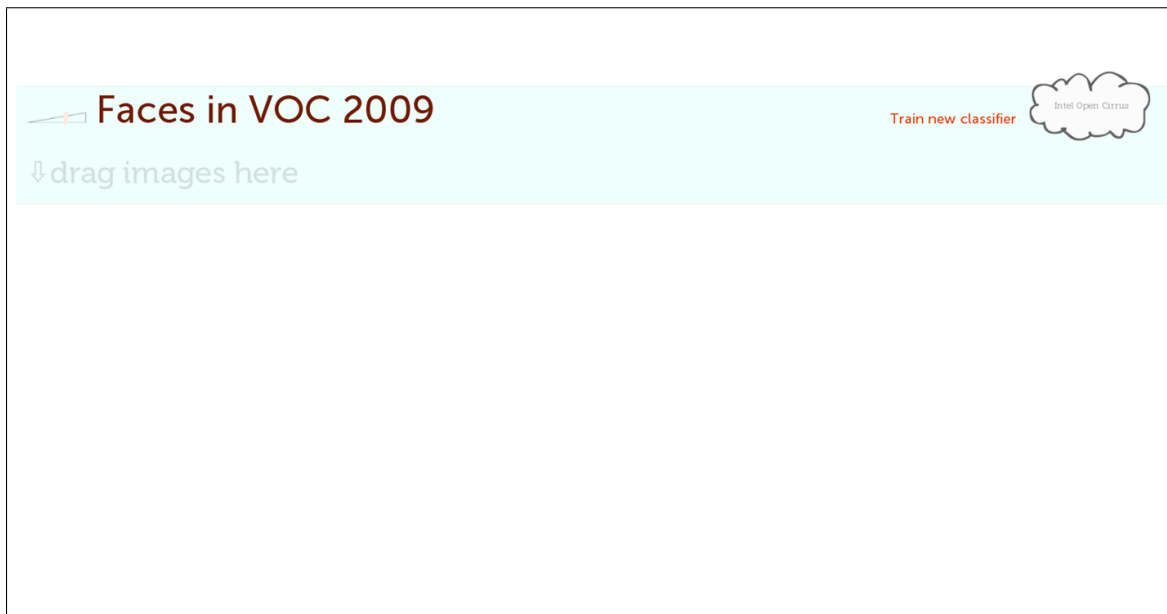 Faces in VOC 2009
Train new classifier
Intel Open Cirrus
drag images here